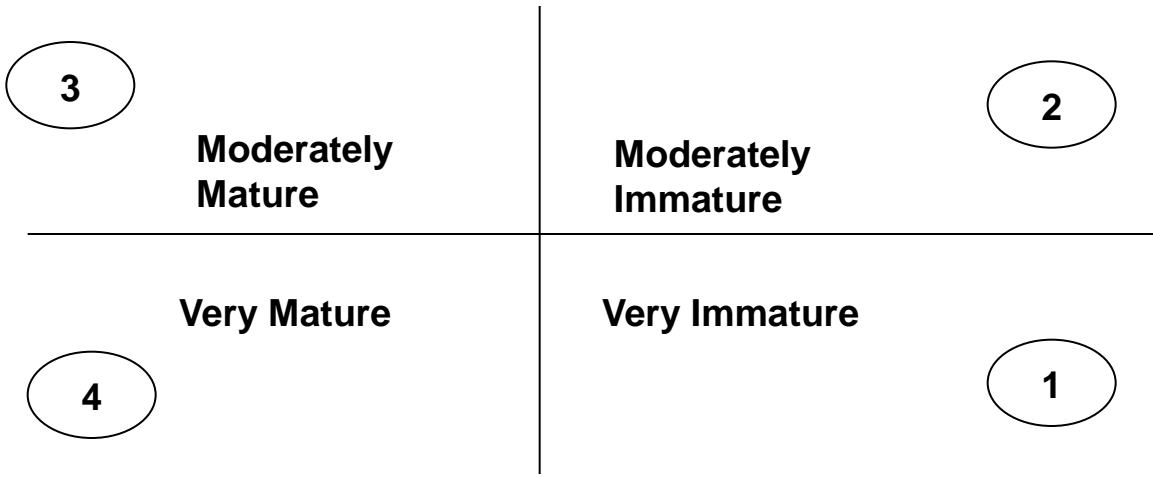 3
2
Moderately
Mature
Moderately
Immature
Very Mature
Very Immature
4
1